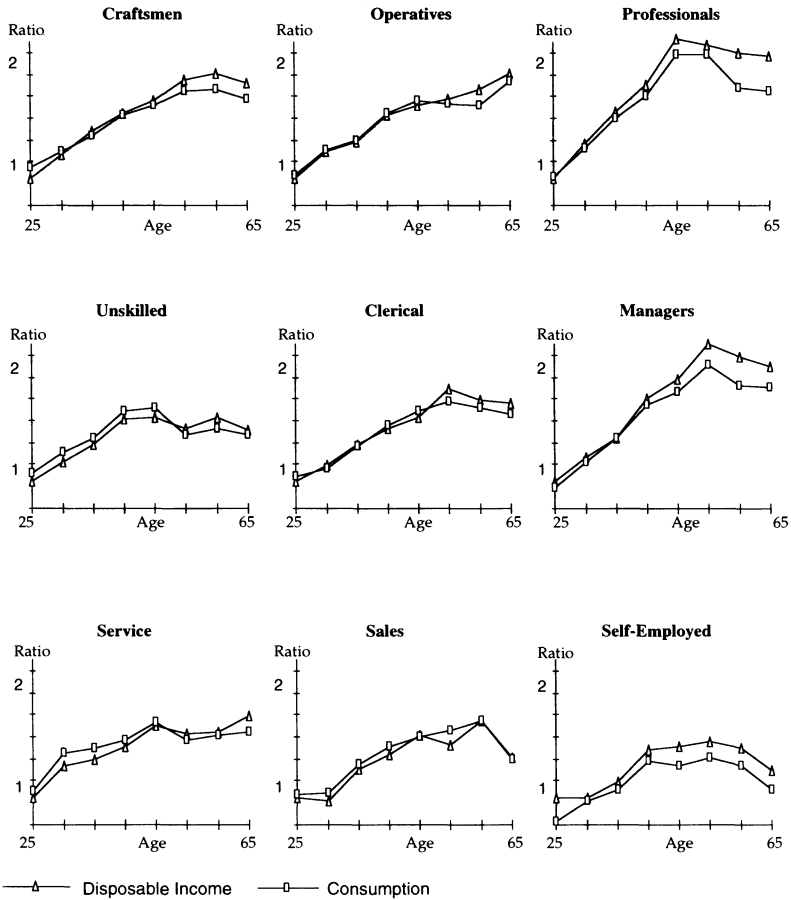 Craftsmen
Ratio
2
1
25 Age 65
Operatives
Ratio
2
1
25 Age 65
Professionals
Ratio
2
1
25 Age 65
Unskilled
Ratio
2
1
25 Age 65
Clerical
Ratio
2
1
25 Age 65
Managers
Ratio
2
1
25 Age 65
Service
Ratio
2
1
25 Age 65
Sales
Ratio
2
1
25 Age 65
Self-Employed
Ratio
2
1
25 Age 65
Disposable Income Consumption